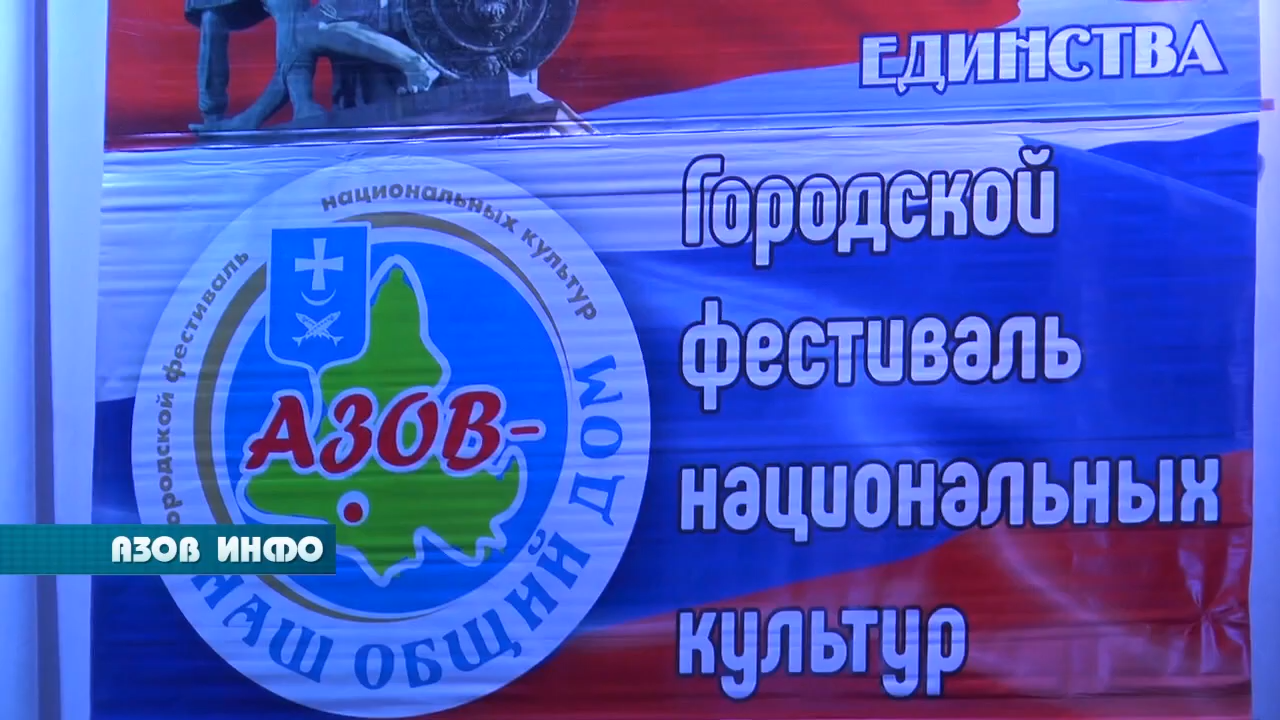 ЕДИНСТВА
Городской
фестиваль
национальных
культур
городской фестиваль
национальных культур
АЗОВ-
НАШ ОБЩИЙ ДОМ
АЗОВ ИНФО